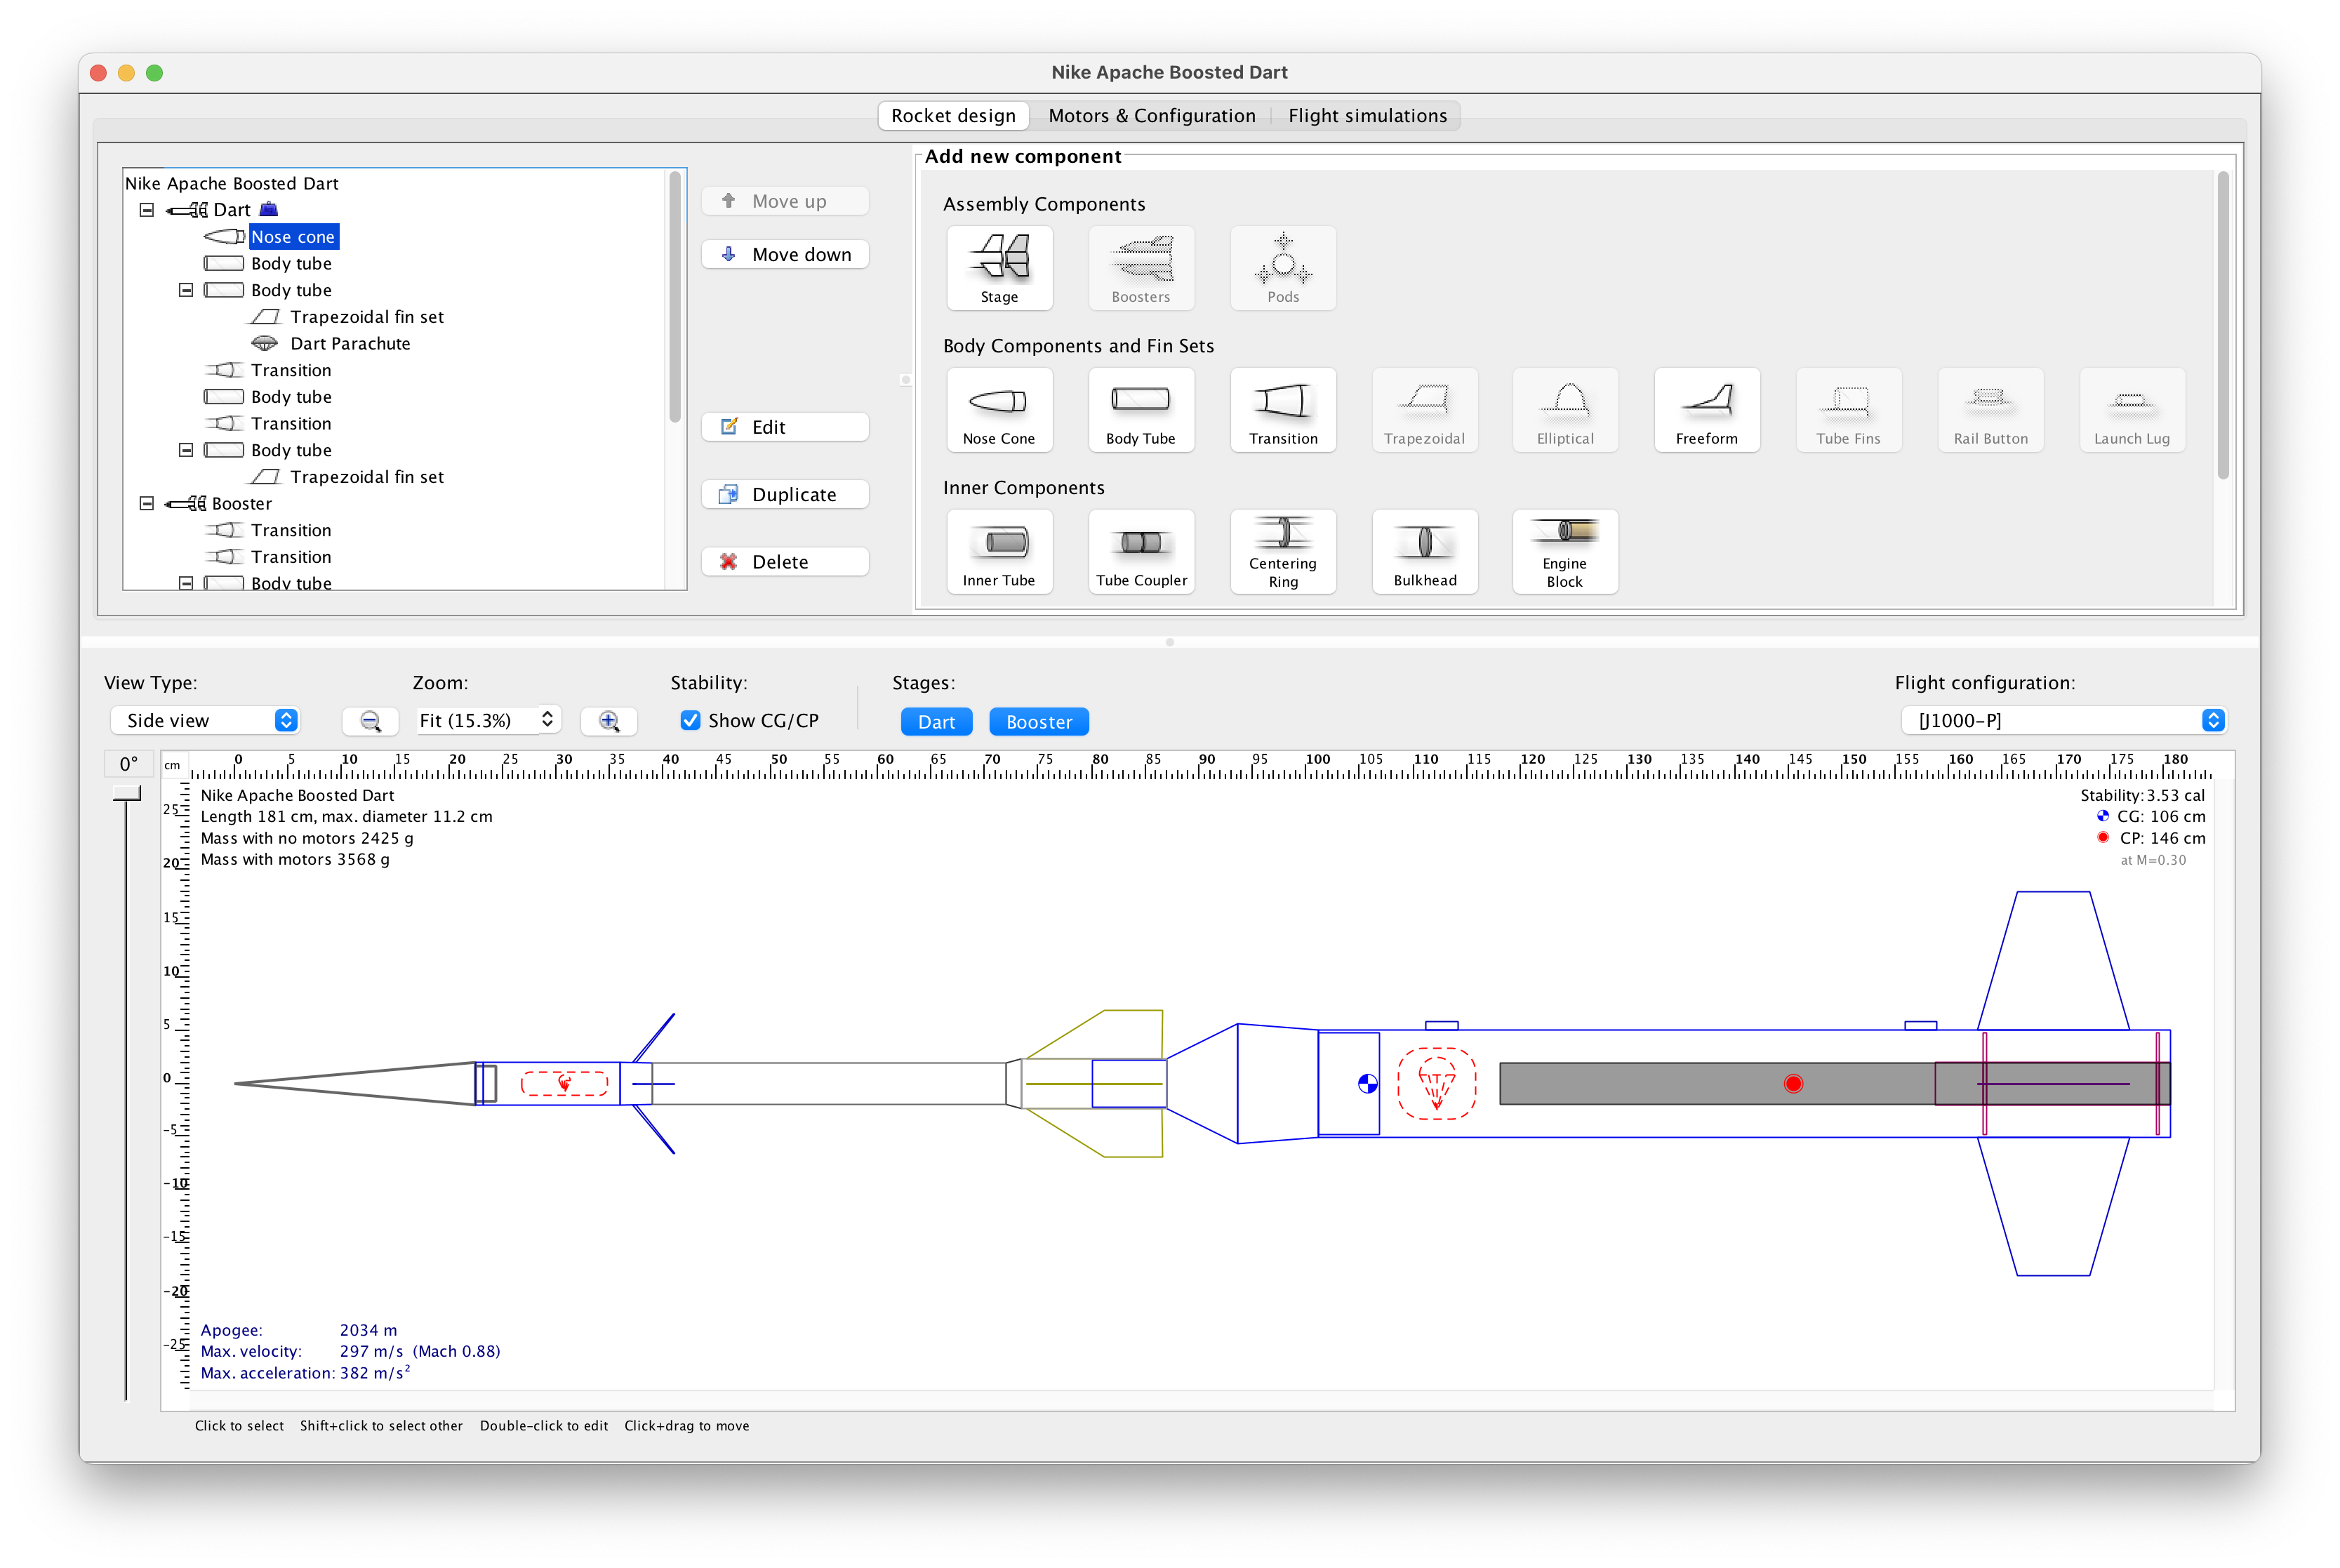 Nike Apache Boosted Dart
Rocket design Motors & Configuration Flight simulations
Nike Apache Boosted Dart
Dart
Nose cone
Body tube
Body tube
Trapezoidal fin set
Dart Parachute
Transition
Body tube
Transition
Body tube
Trapezoidal fin set
Booster
Transition
Transition
Body tube
Move up
Move down
Edit
Duplicate
Delete
Add new component
Assembly Components
Stage Boosters Pods
Body Components and Fin Sets
Nose Cone Body Tube Transition Trapezoidal Elliptical Freeform Tube Fins Rail Button Launch Lug
Inner Components
Inner Tube Tube Coupler Centering Ring Bulkhead Engine Block
View Type: Zoom: Stability: Stages: Flight configuration:
Side view Fit (15.3%) Show CG/CP Dart Booster [J1000-P]
0°
cm 0 5 10 15 20 25 30 35 40 45 50 55 60 65 70 75 80 85 90 95 100 105 110 115 120 125 130 135 140 145 150 155 160 165 170 175 180
25
20
15
10
5
0
-5
-10
-15
-20
-25
Nike Apache Boosted Dart
Length 181 cm, max. diameter 11.2 cm
Mass with no motors 2425 g
Mass with motors 3568 g
Stability: 3.53 cal
CG: 106 cm
CP: 146 cm
at M=0.30
Apogee: 2034 m
Max. velocity: 297 m/s (Mach 0.88)
Max. acceleration: 382 m/s²
Click to select Shift+click to select other Double-click to edit Click+drag to move